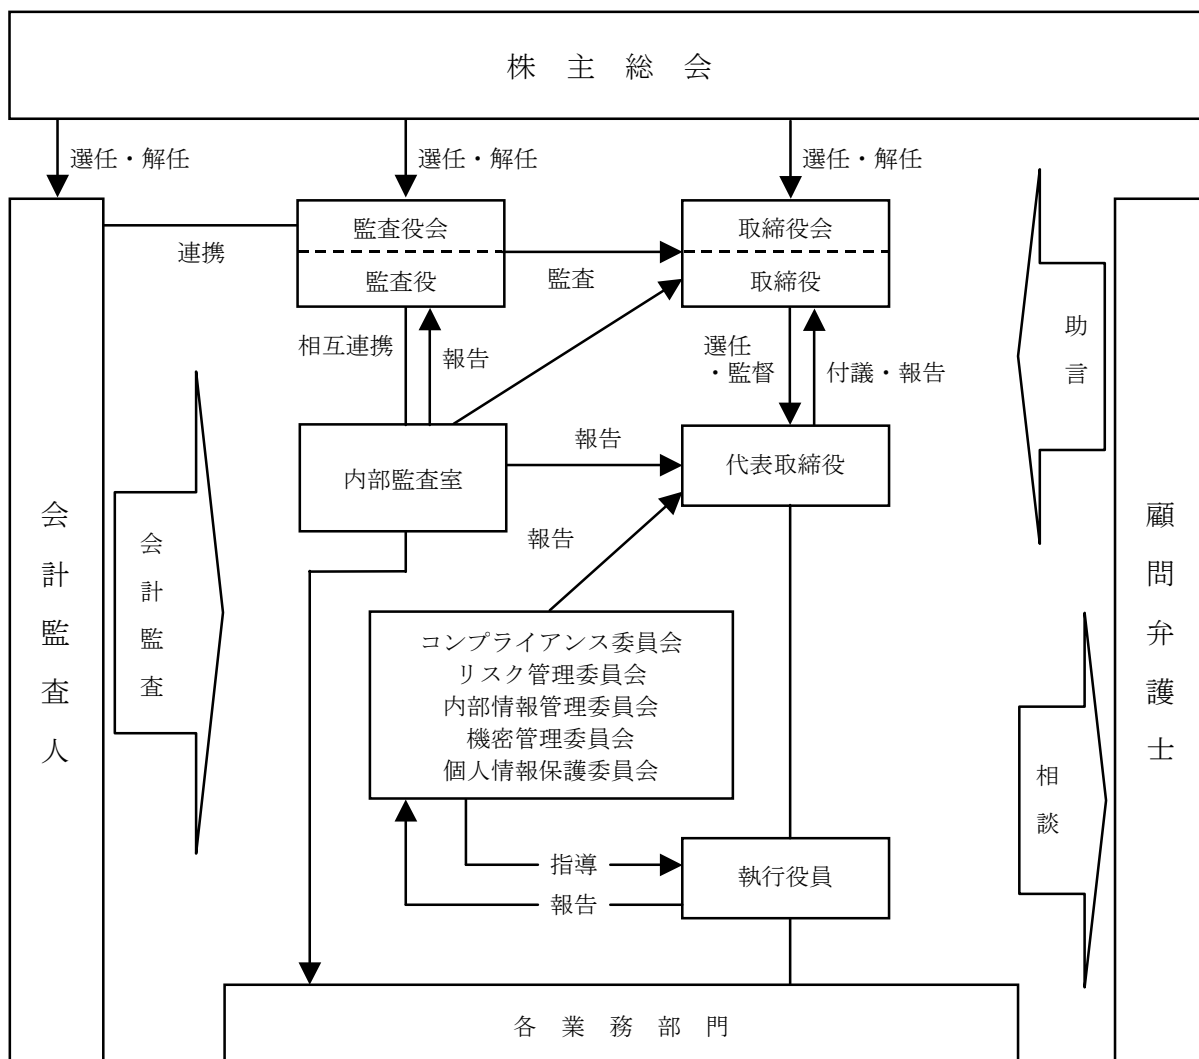 株主総会
選任・解任
選任・解任
選任・解任
監査役会
監査役
取締役会
取締役
連携
監査
相互連携
報告
選任
・監督
付議・報告
助言
内部監査室
報告
代表取締役
報告
会計監査人
会計監査
顧問弁護士
コンプライアンス委員会
リスク管理委員会
内部情報管理委員会
機密管理委員会
個人情報保護委員会
相談
指導
報告
執行役員
各業務部門